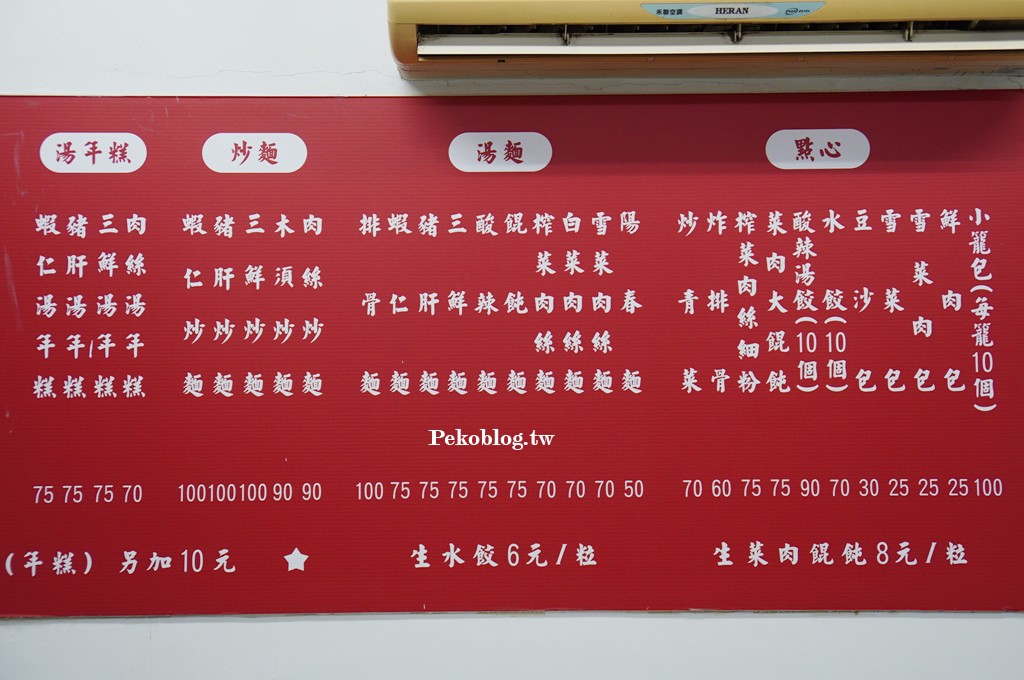 禾聯空調 HERAN
點心
小籠包(每籠10個) 100
鮮肉包 25
雪菜肉包 25
雪菜包 25
豆沙包 30
水餃(10個) 70
酸辣湯餃(10個) 90
菜肉大餛飩 75
榨菜肉絲細粉 75
炸排骨 60
炒青菜 70
生菜肉餛飩8元/粒
湯麵
陽春麵 50
雪菜肉絲麵 70
白菜肉絲麵 70
榨菜肉絲麵 70
餛飩麵 75
酸辣麵 75
三鮮麵 75
豬肝麵 75
蝦仁麵 75
排骨麵 100
生水餃6元/粒
炒麵
肉絲炒麵 90
木須炒麵 90
三鮮炒麵 100
豬肝炒麵 100
蝦仁炒麵 100
湯年糕
肉絲湯年糕 70
三鮮湯年糕 75
豬肝湯年糕 75
蝦仁湯年糕 75
(年糕) 另加10元 ★
Pekoblog.tw